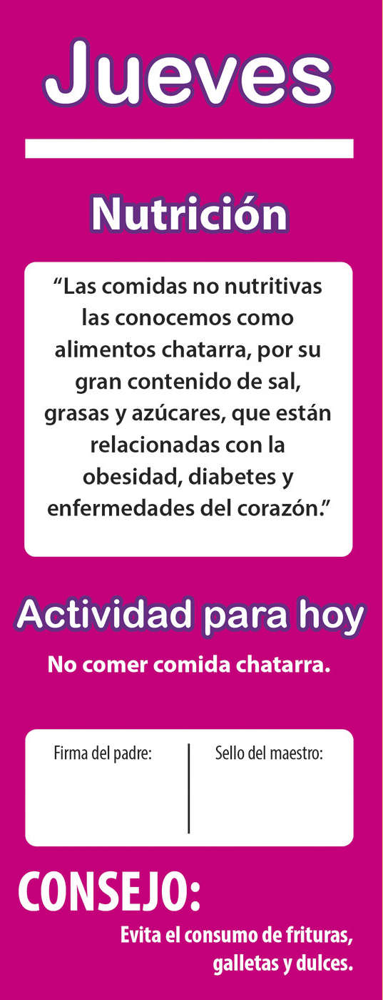 Jueves
Nutrición
“Las comidas no nutritivas
las conocemos como
alimentos chatarra, por su
gran contenido de sal,
grasas y azúcares, que están
relacionadas con la
obesidad, diabetes y
enfermedades del corazón.”
Actividad para hoy
No comer comida chatarra.
Firma del padre:
Sello del maestro:
CONSEJO:
Evita el consumo de frituras,
galletas y dulces.